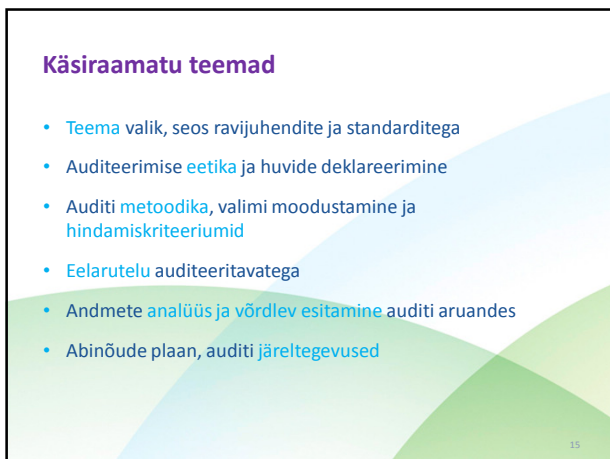 Käsiraamatu teemad
• Teema valik, seos ravijuhendite ja standarditega
• Auditeerimise eetika ja huvide deklareerimine
• Auditi metoodika, valimi moodustamine ja
hindamiskriteeriumid
• Eelarutelu auditeeritavatega
• Andmete analüüs ja võrdlev esitamine auditi aruandes
• Abinõude plaan, auditi järeltegevused
15